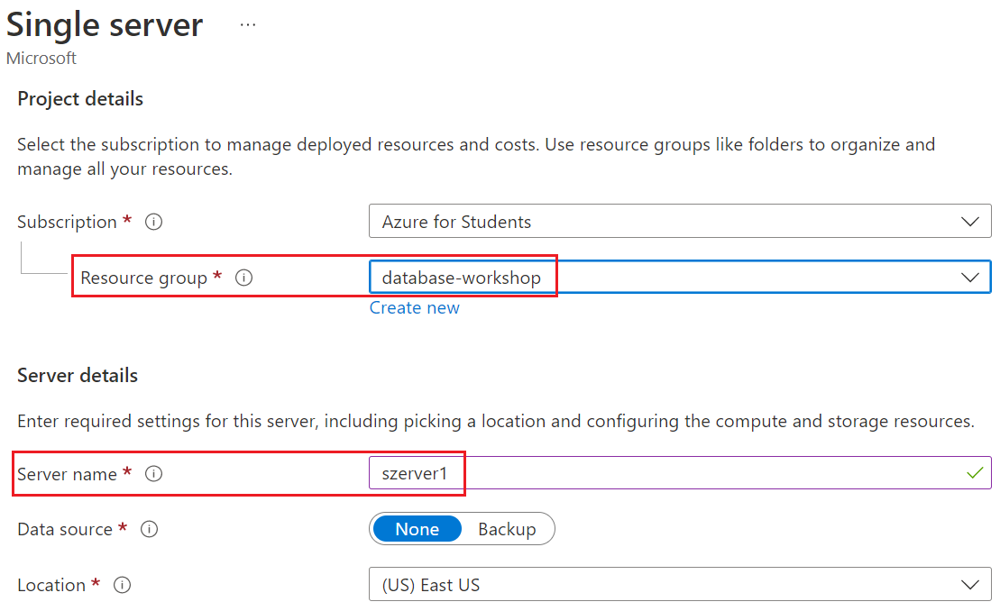 Single server ...
Microsoft
Project details
Select the subscription to manage deployed resources and costs. Use resource groups like folders to organize and
manage all your resources.
Subscription * Azure for Students
Resource group * database-workshop
Create new
Server details
Enter required settings for this server, including picking a location and configuring the compute and storage resources.
Server name * szerver1
Data source * None Backup
Location * (US) East US